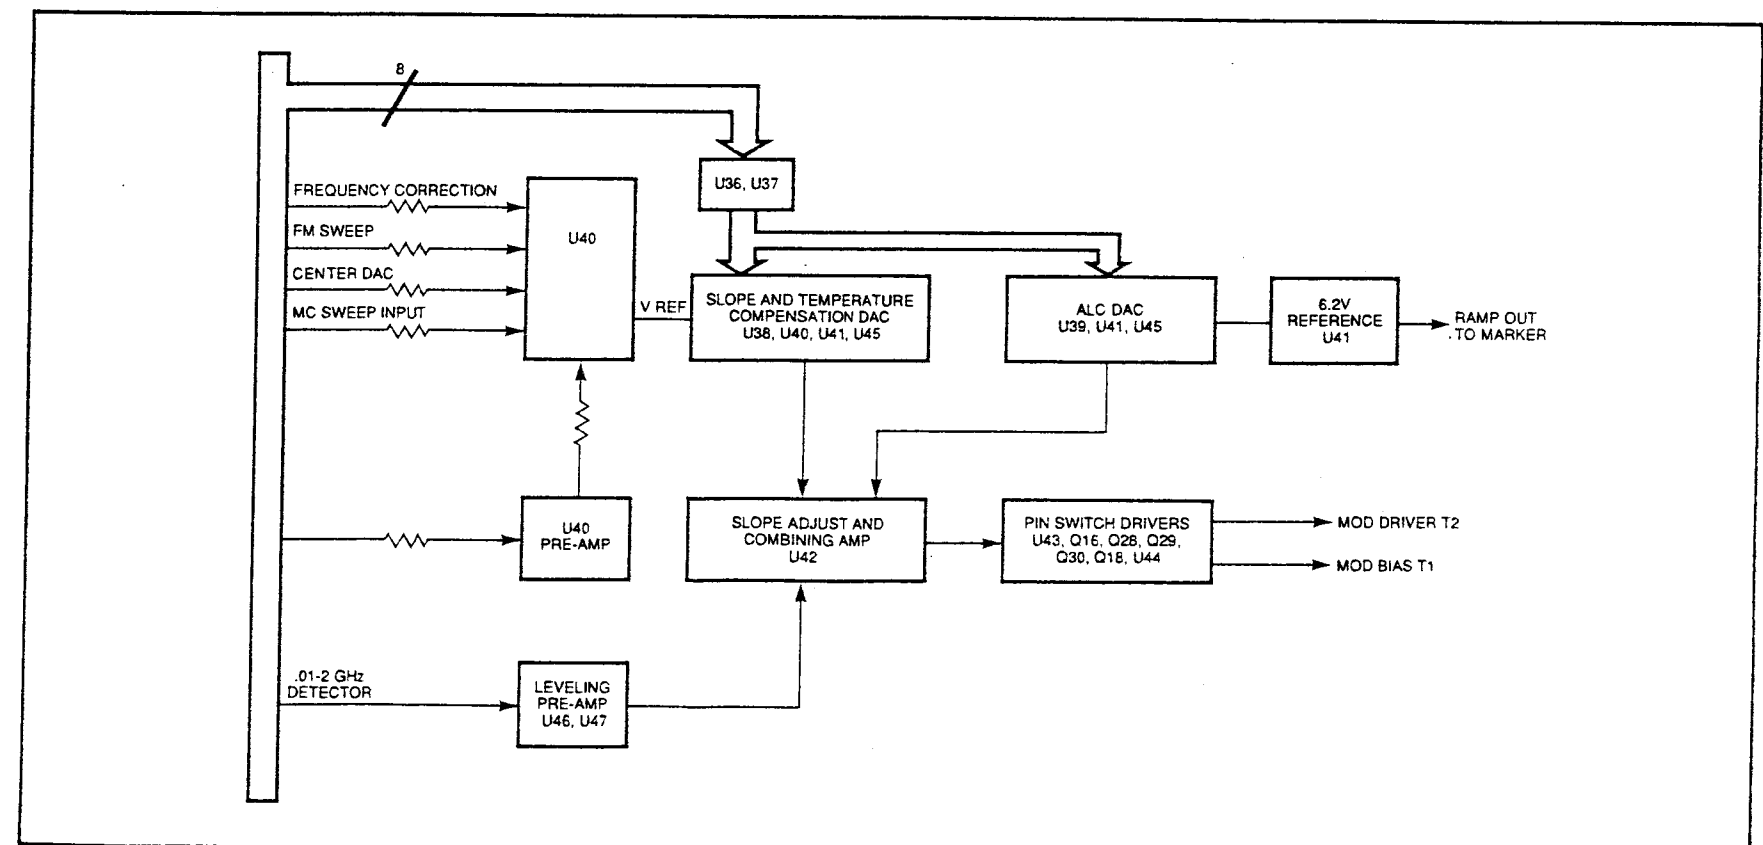 8
U36, U37
FREQUENCY CORRECTION
FM SWEEP
CENTER DAC
MC SWEEP INPUT
U40
V REF
SLOPE AND TEMPERATURE
COMPENSATION DAC
U38, U40, U41, U45
ALC DAC
U39, U41, U45
6.2V
REFERENCE
U41
RAMP OUT
TO MARKER
U40
PRE-AMP
SLOPE ADJUST AND
COMBINING AMP
U42
PIN SWITCH DRIVERS
U43, Q16, Q28, Q29,
Q30, Q18, U44
MOD DRIVER T2
MOD BIAS T1
.01-2 GHz
DETECTOR
LEVELING
PRE-AMP
U46, U47